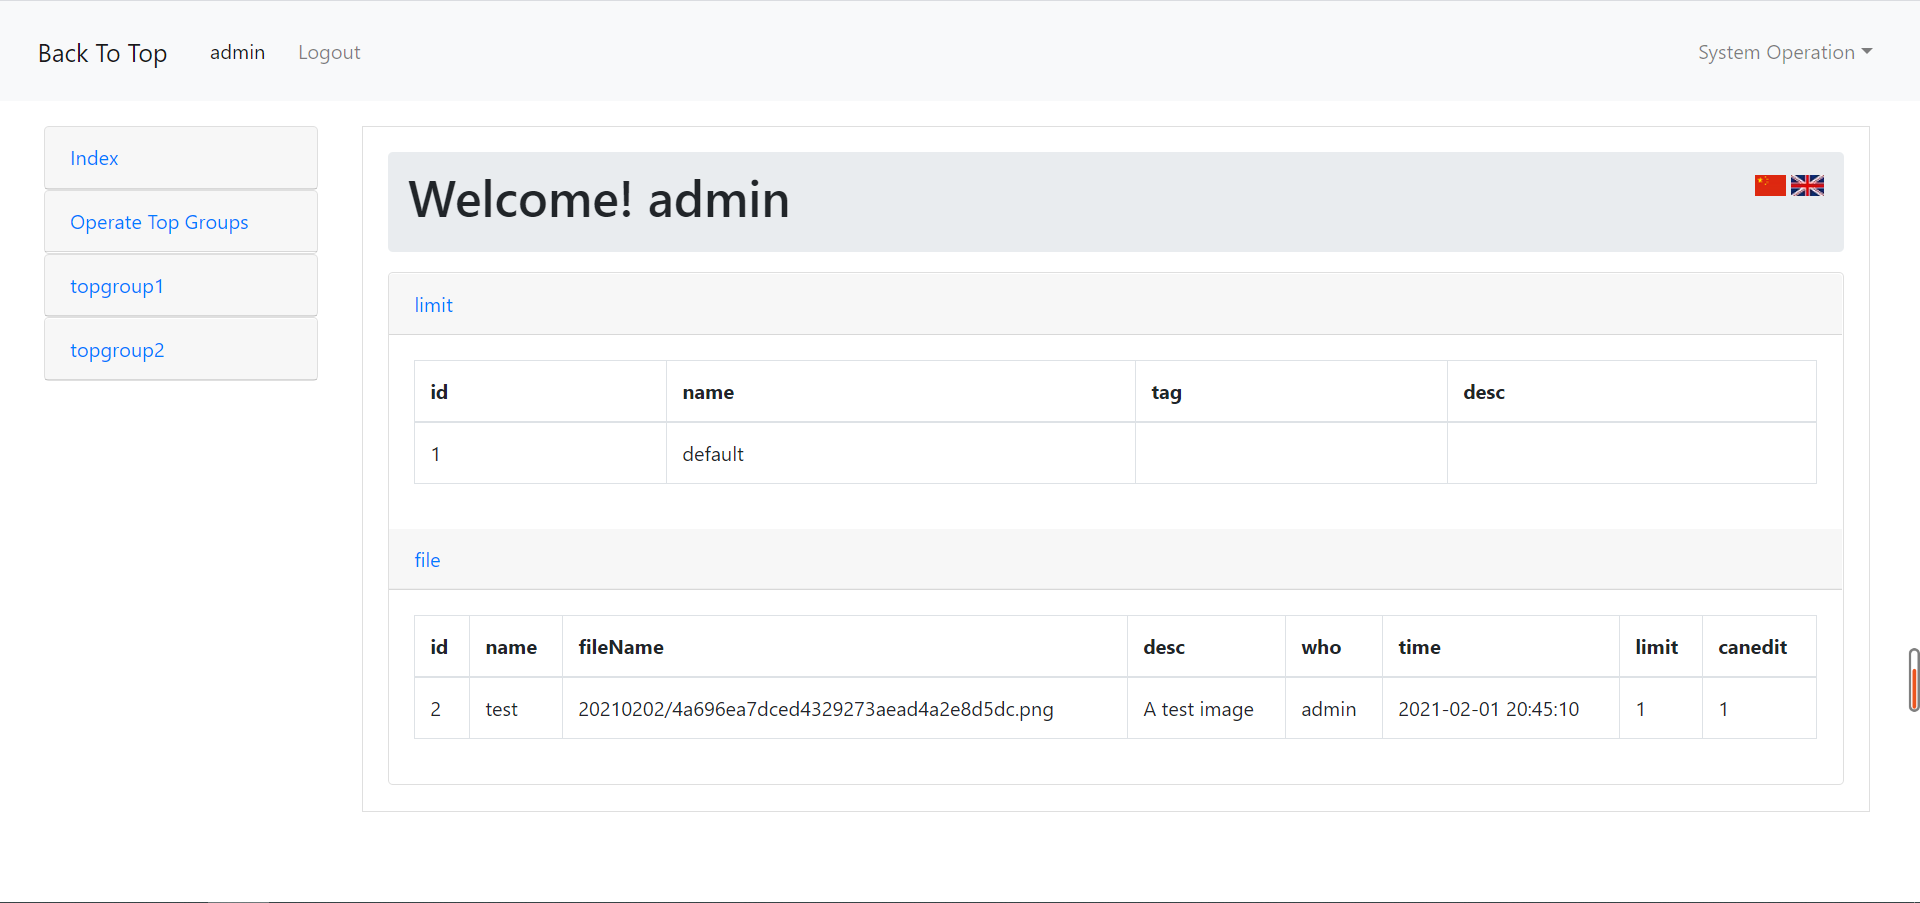 Back To Top admin Logout System Operation
Index
Operate Top Groups
topgroup1
topgroup2
Welcome! admin
limit
id name tag desc
1 default
file
id name fileName desc who time limit canedit
2 test 20210202/4a696ea7dced4329273aead4a2e8d5dc.png A test image admin 2021-02-01 20:45:10 1 1